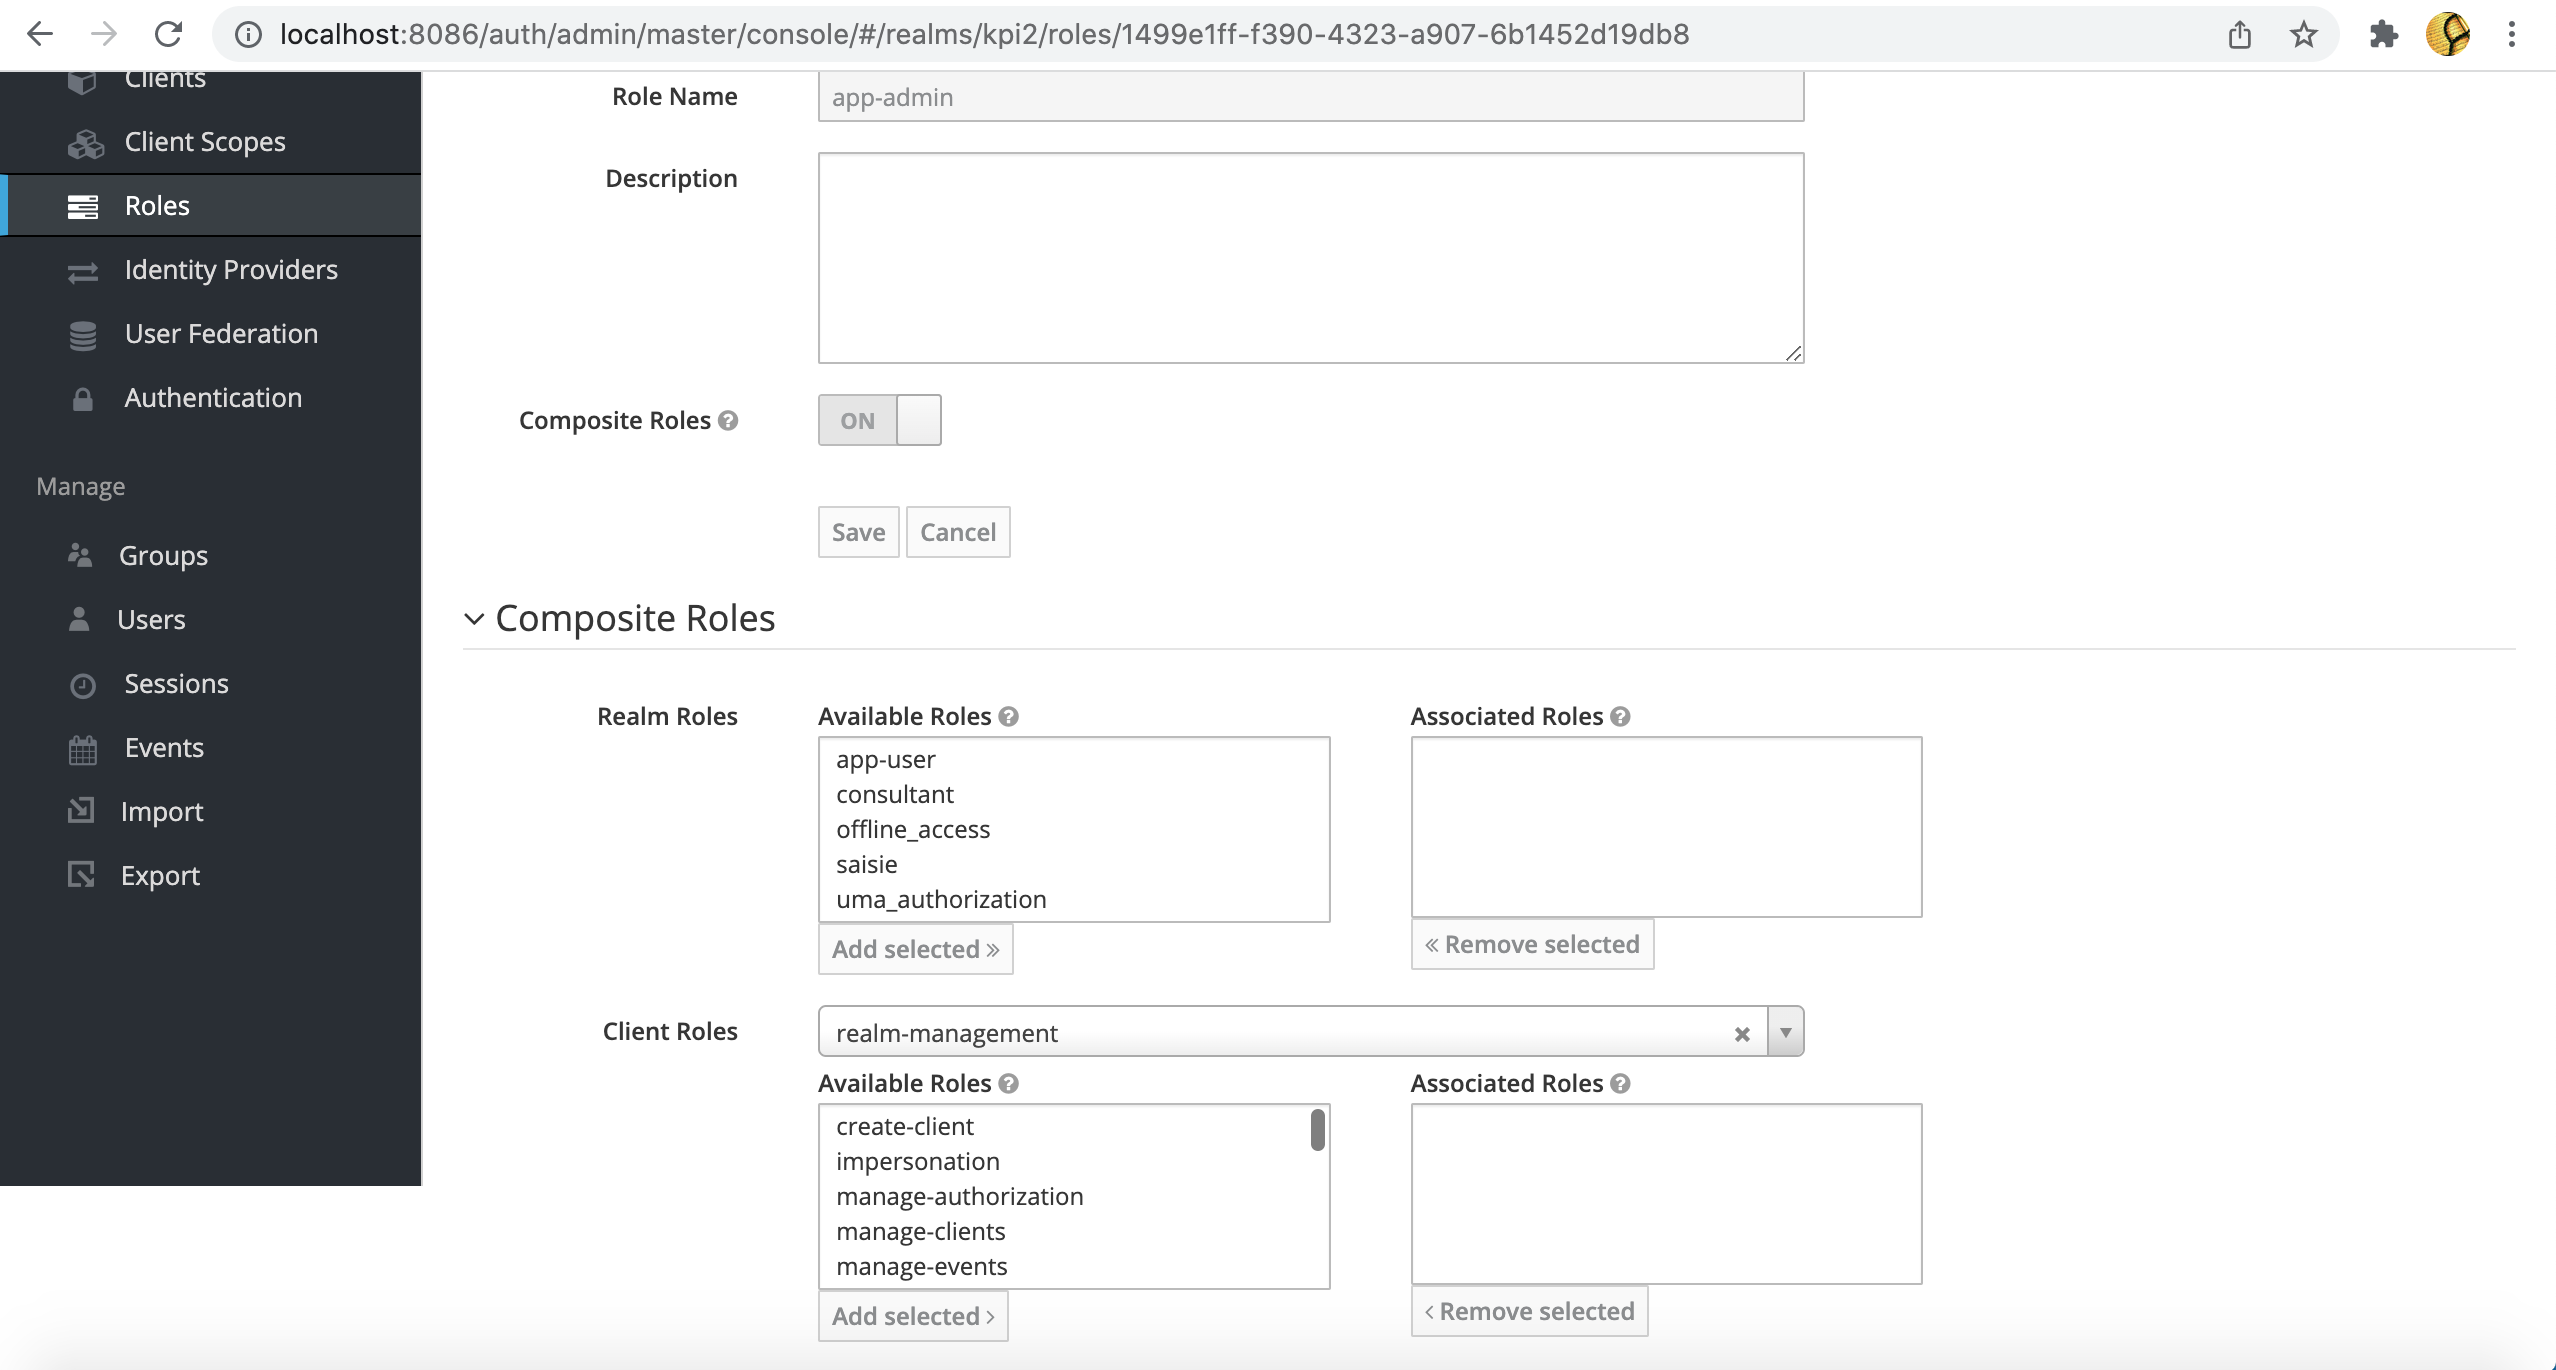 localhost:8086/auth/admin/master/console/#/realms/kpi2/roles/1499e1ff-f390-4323-a907-6b1452d19db8
Clients
Client Scopes
Roles
Identity Providers
User Federation
Authentication
Manage
Groups
Users
Sessions
Events
Import
Export
Role Name
app-admin
Description
Composite Roles
ON
Save
Cancel
Composite Roles
Realm Roles
Available Roles
app-user
consultant
offline_access
saisie
uma_authorization
Add selected »
Associated Roles
« Remove selected
Client Roles
realm-management
Available Roles
create-client
impersonation
manage-authorization
manage-clients
manage-events
Add selected ›
Associated Roles
‹ Remove selected